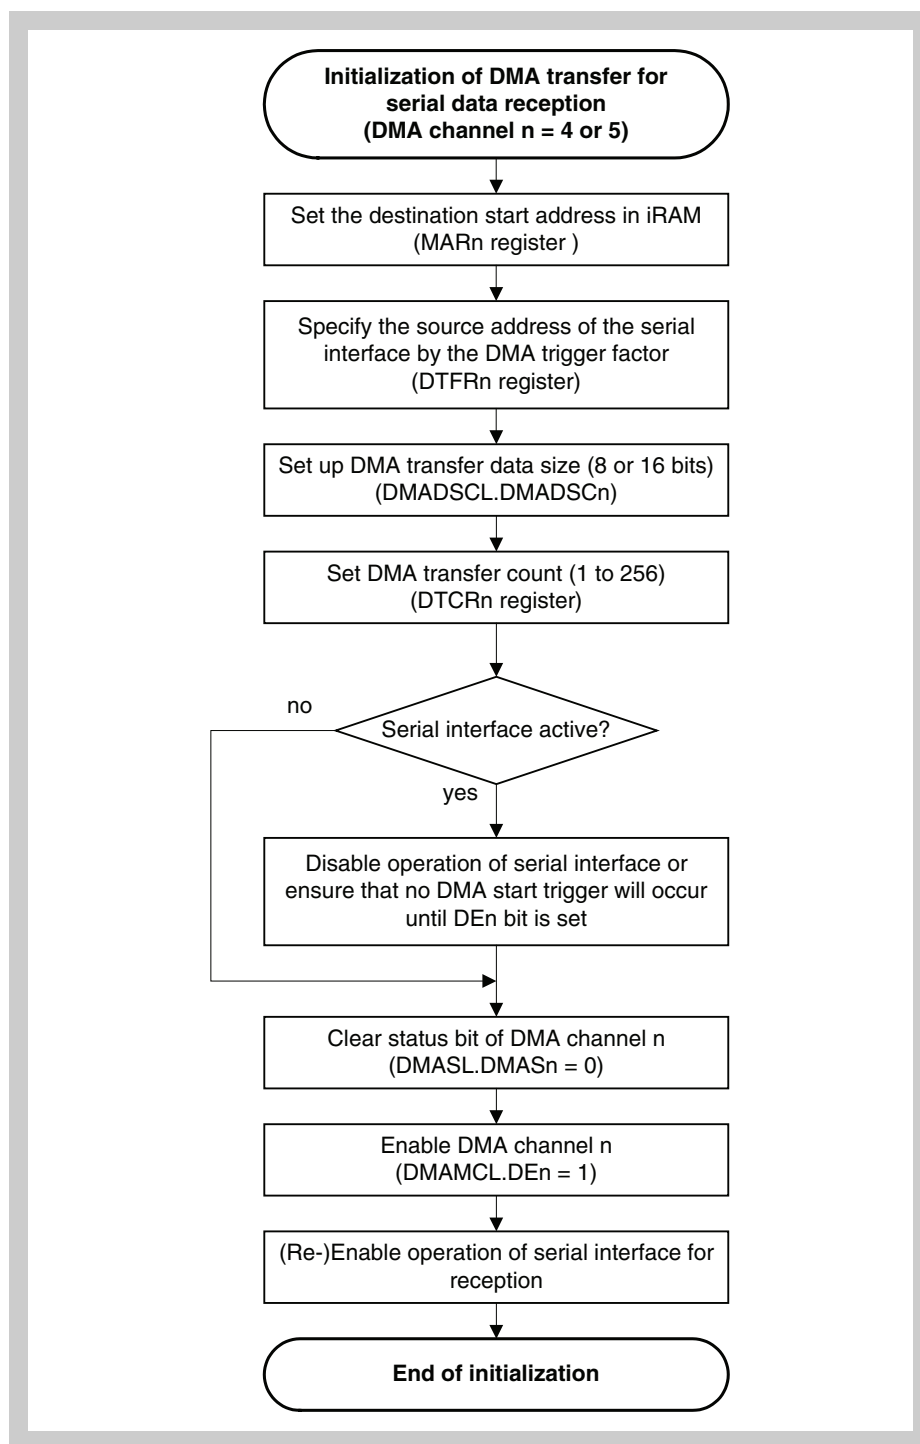 Initialization of DMA transfer for
serial data reception
(DMA channel n = 4 or 5)
Set the destination start address in iRAM
(MARn register )
Specify the source address of the serial
interface by the DMA trigger factor
(DTFRn register)
Set up DMA transfer data size (8 or 16 bits)
(DMADSCL.DMADSCn)
Set DMA transfer count (1 to 256)
(DTCRn register)
no
Serial interface active?
yes
Disable operation of serial interface or
ensure that no DMA start trigger will occur
until DEn bit is set
Clear status bit of DMA channel n
(DMASL.DMASn = 0)
Enable DMA channel n
(DMAMCL.DEn = 1)
(Re-)Enable operation of serial interface for
reception
End of initialization